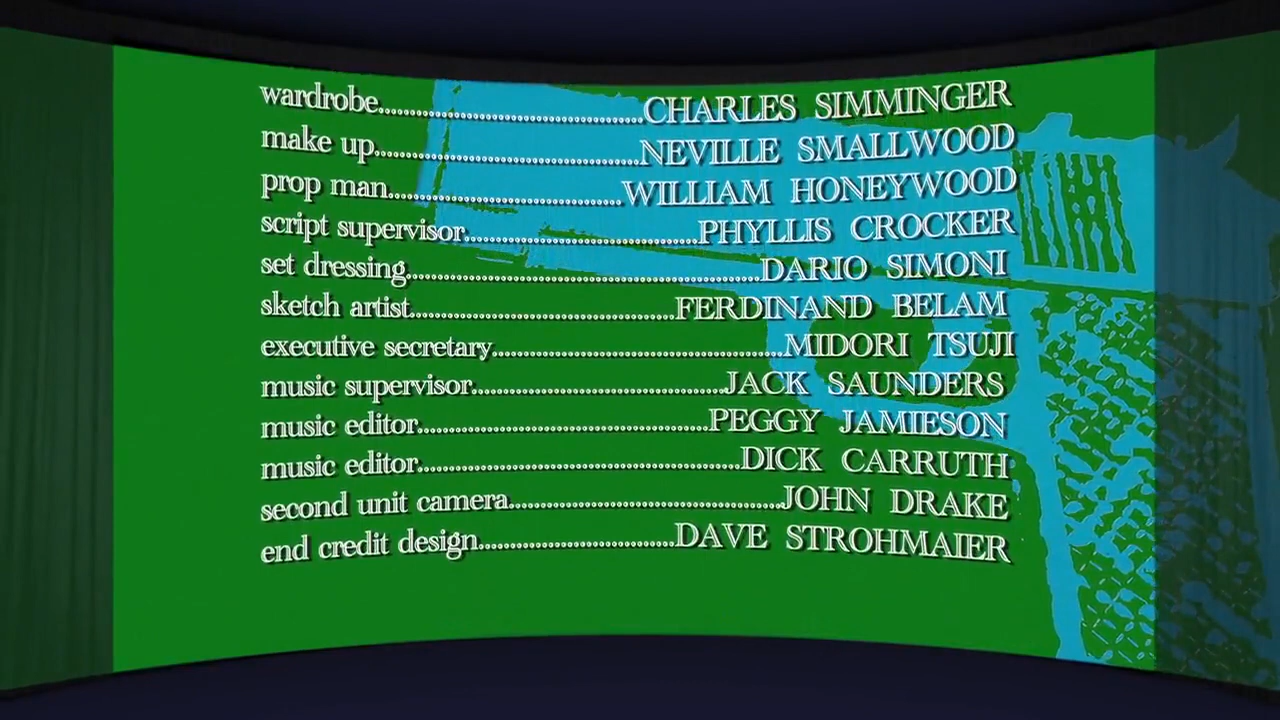 wardrobe........................................CHARLES SIMMINGER
make up........................................NEVILLE SMALLWOOD
prop man...................................WILLIAM HONEYWOOD
script supervisor...................................PHYLLIS CROCKER
set dressing.....................................................DARIO SIMONI
sketch artist.......................................FERDINAND BELAM
executive secretary...........................................MIDORI TSUJI
music supervisor......................................JACK SAUNDERS
music editor...........................................PEGGY JAMIESON
music editor................................................DICK CARRUTH
second unit camera.........................................JOHN DRAKE
end credit design.............................DAVE STROHMAIER